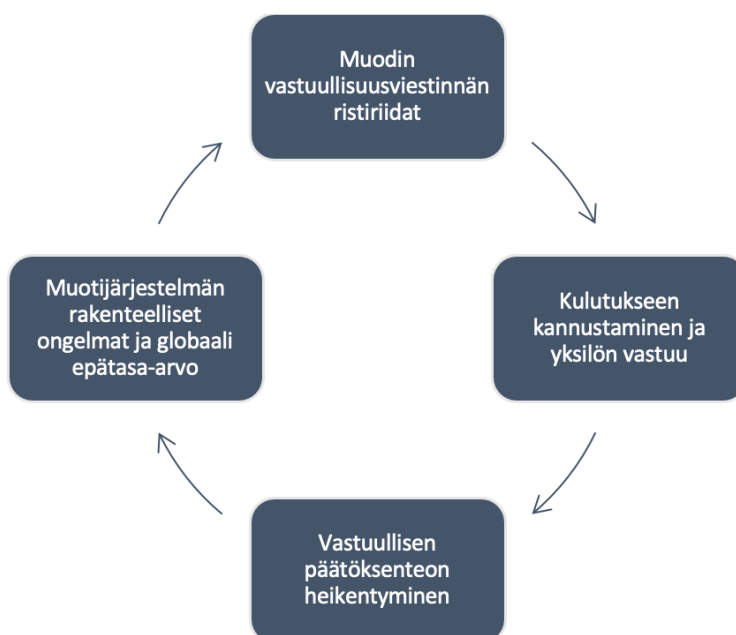 Muodin
vastuullisuusviestinnän
ristiriidat
Kulutukseen
kannustaminen ja
yksilön vastuu
Vastuullisen
päätöksenteon
heikentyminen
Muotijärjestelmän
rakenteelliset
ongelmat ja globaali
epätasa-arvo